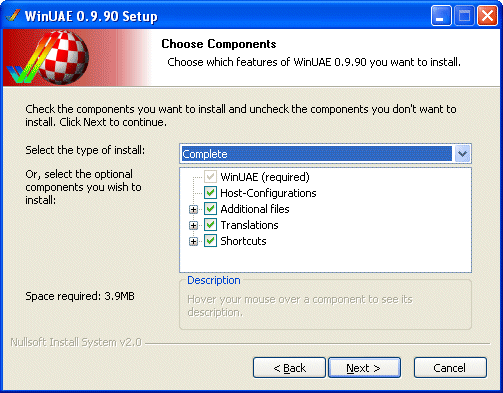 WinUAE 0.9.90 Setup
Choose Components
Choose which features of WinUAE 0.9.90 you want to install.
Check the components you want to install and uncheck the components you don't want to
install. Click Next to continue.
Select the type of install:
Complete
Or, select the optional
components you wish to
install:
WinUAE (required)
Host-Configurations
Additional files
Translations
Shortcuts
Space required: 3.9MB
Description
Hover your mouse over a component to see its
description.
Nullsoft Install System v2.0
< Back
Next >
Cancel